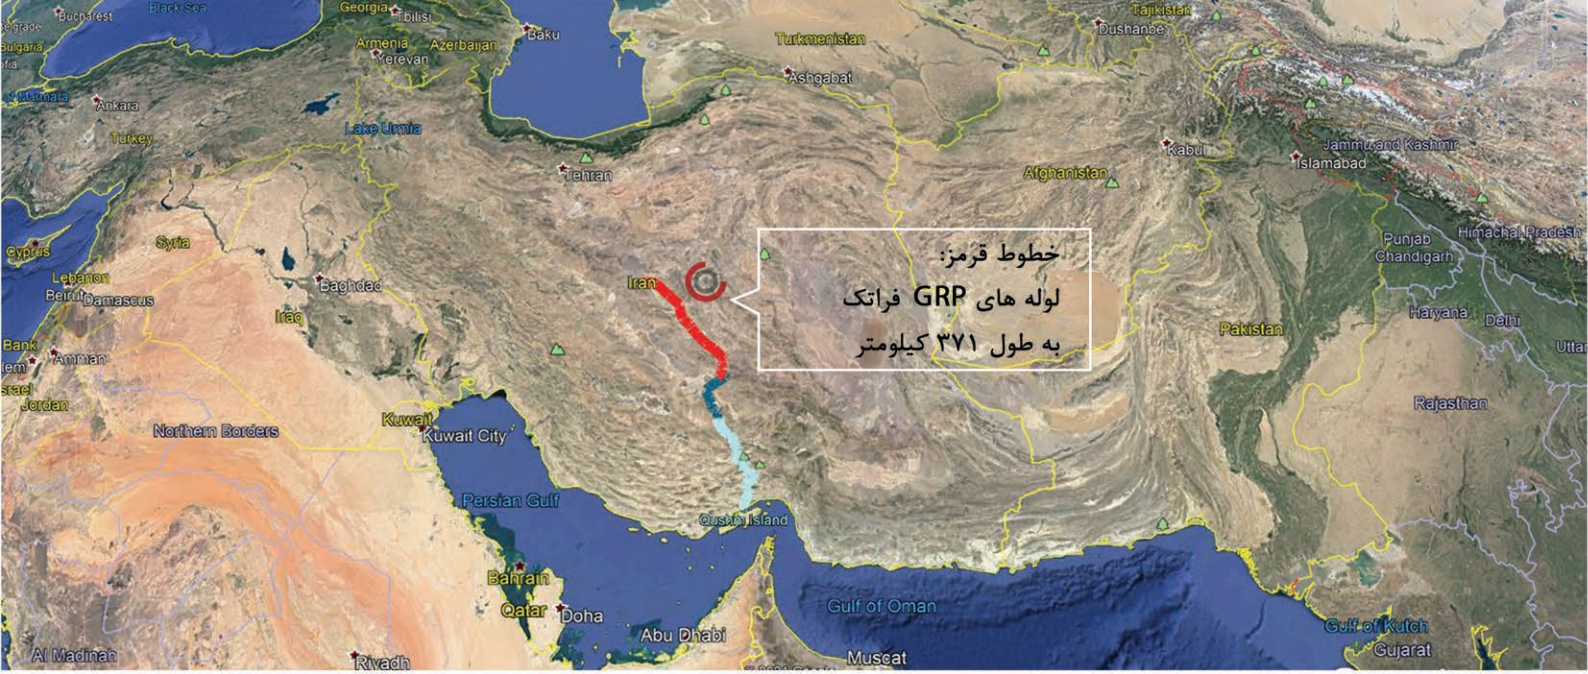 Bucharest
Black Sea
Georgia
Tbilisi
Baku
Tajikistan
Dushanbe
Bulgaria
Armenia
Azerbaijan
Yerevan
Turkmenistan
Ashgabat
Ankara
Turkey
Lake Urmia
Tehran
Kabul
Jammu and Kashmir
Islamabad
Afghanistan
Cyprus
Syria
Punjab
Himachal Pradesh
Chandigarh
Lebanon
Beirut
Damascus
Baghdad
Iran
خطوط قرمز:
لوله های GRP فراتک
به طول ۳۷۱ کیلومتر
Iraq
Haryana
Delhi
Pakistan
Bank
Amman
Uttar
Jordan
Rajasthan
Northern Borders
Kuwait
Kuwait City
Persian Gulf
Qushm Island
Bahrain
Qatar
Doha
Gulf of Oman
Gulf of Kutch
Abu Dhabi
Al Madinah
Riyadh
Muscat
Gujarat